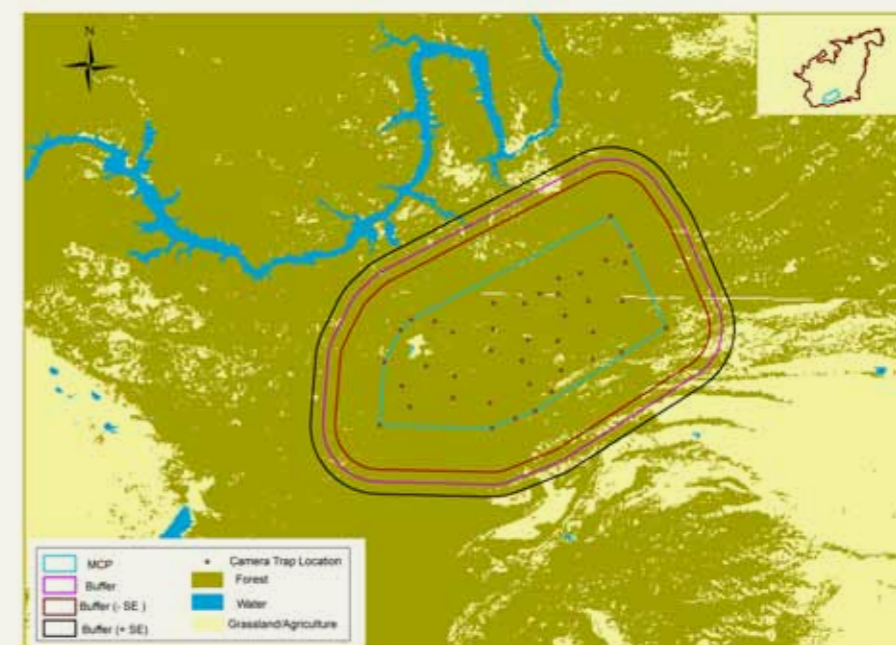 N
MCP
Buffer
Buffer (- SE )
Buffer (+ SE)
Camera Trap Location
Forest
Water
Grassland/Agriculture